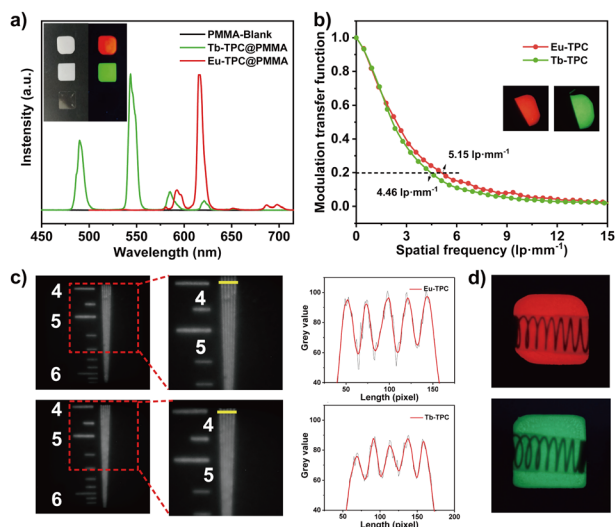 a)
Instensity (a.u.)
PMMA-Blank
Tb-TPC@PMMA
Eu-TPC@PMMA
450 500 550 600 650 700
Wavelength (nm)
b)
Modulation transfer function
1.0
0.8
0.6
0.4
0.2
0.0
Eu-TPC
Tb-TPC
5.15 lp·mm⁻¹
4.46 lp·mm⁻¹
0 3 6 9 12 15
Spatial frequency (lp·mm⁻¹)
c)
4
5
6
4
5
Grey value
100
80
60
40
Eu-TPC
50 100 150
Length (pixel)
4
5
6
4
5
Grey value
100
80
60
40
Tb-TPC
50 100 150 200
Length (pixel)
d)